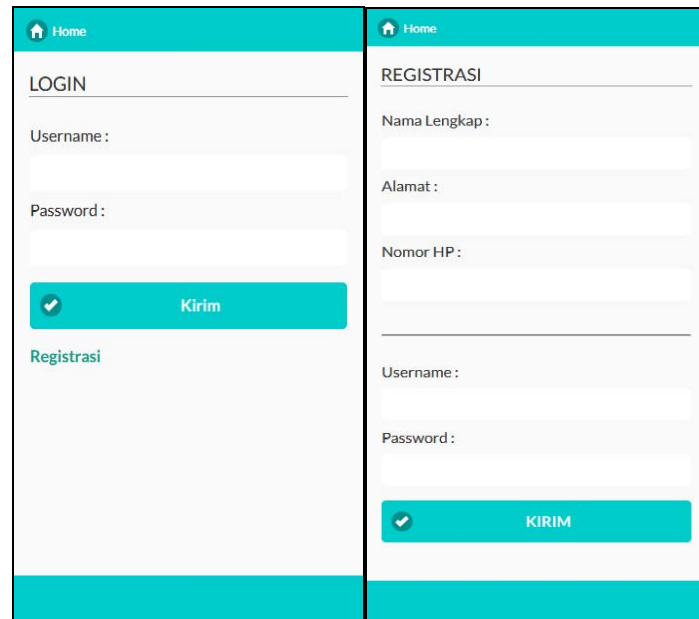 Home
LOGIN
Username :
Password :
Kirim
Registrasi
Home
REGISTRASI
Nama Lengkap :
Alamat :
Nomor HP :
Username :
Password :
KIRIM